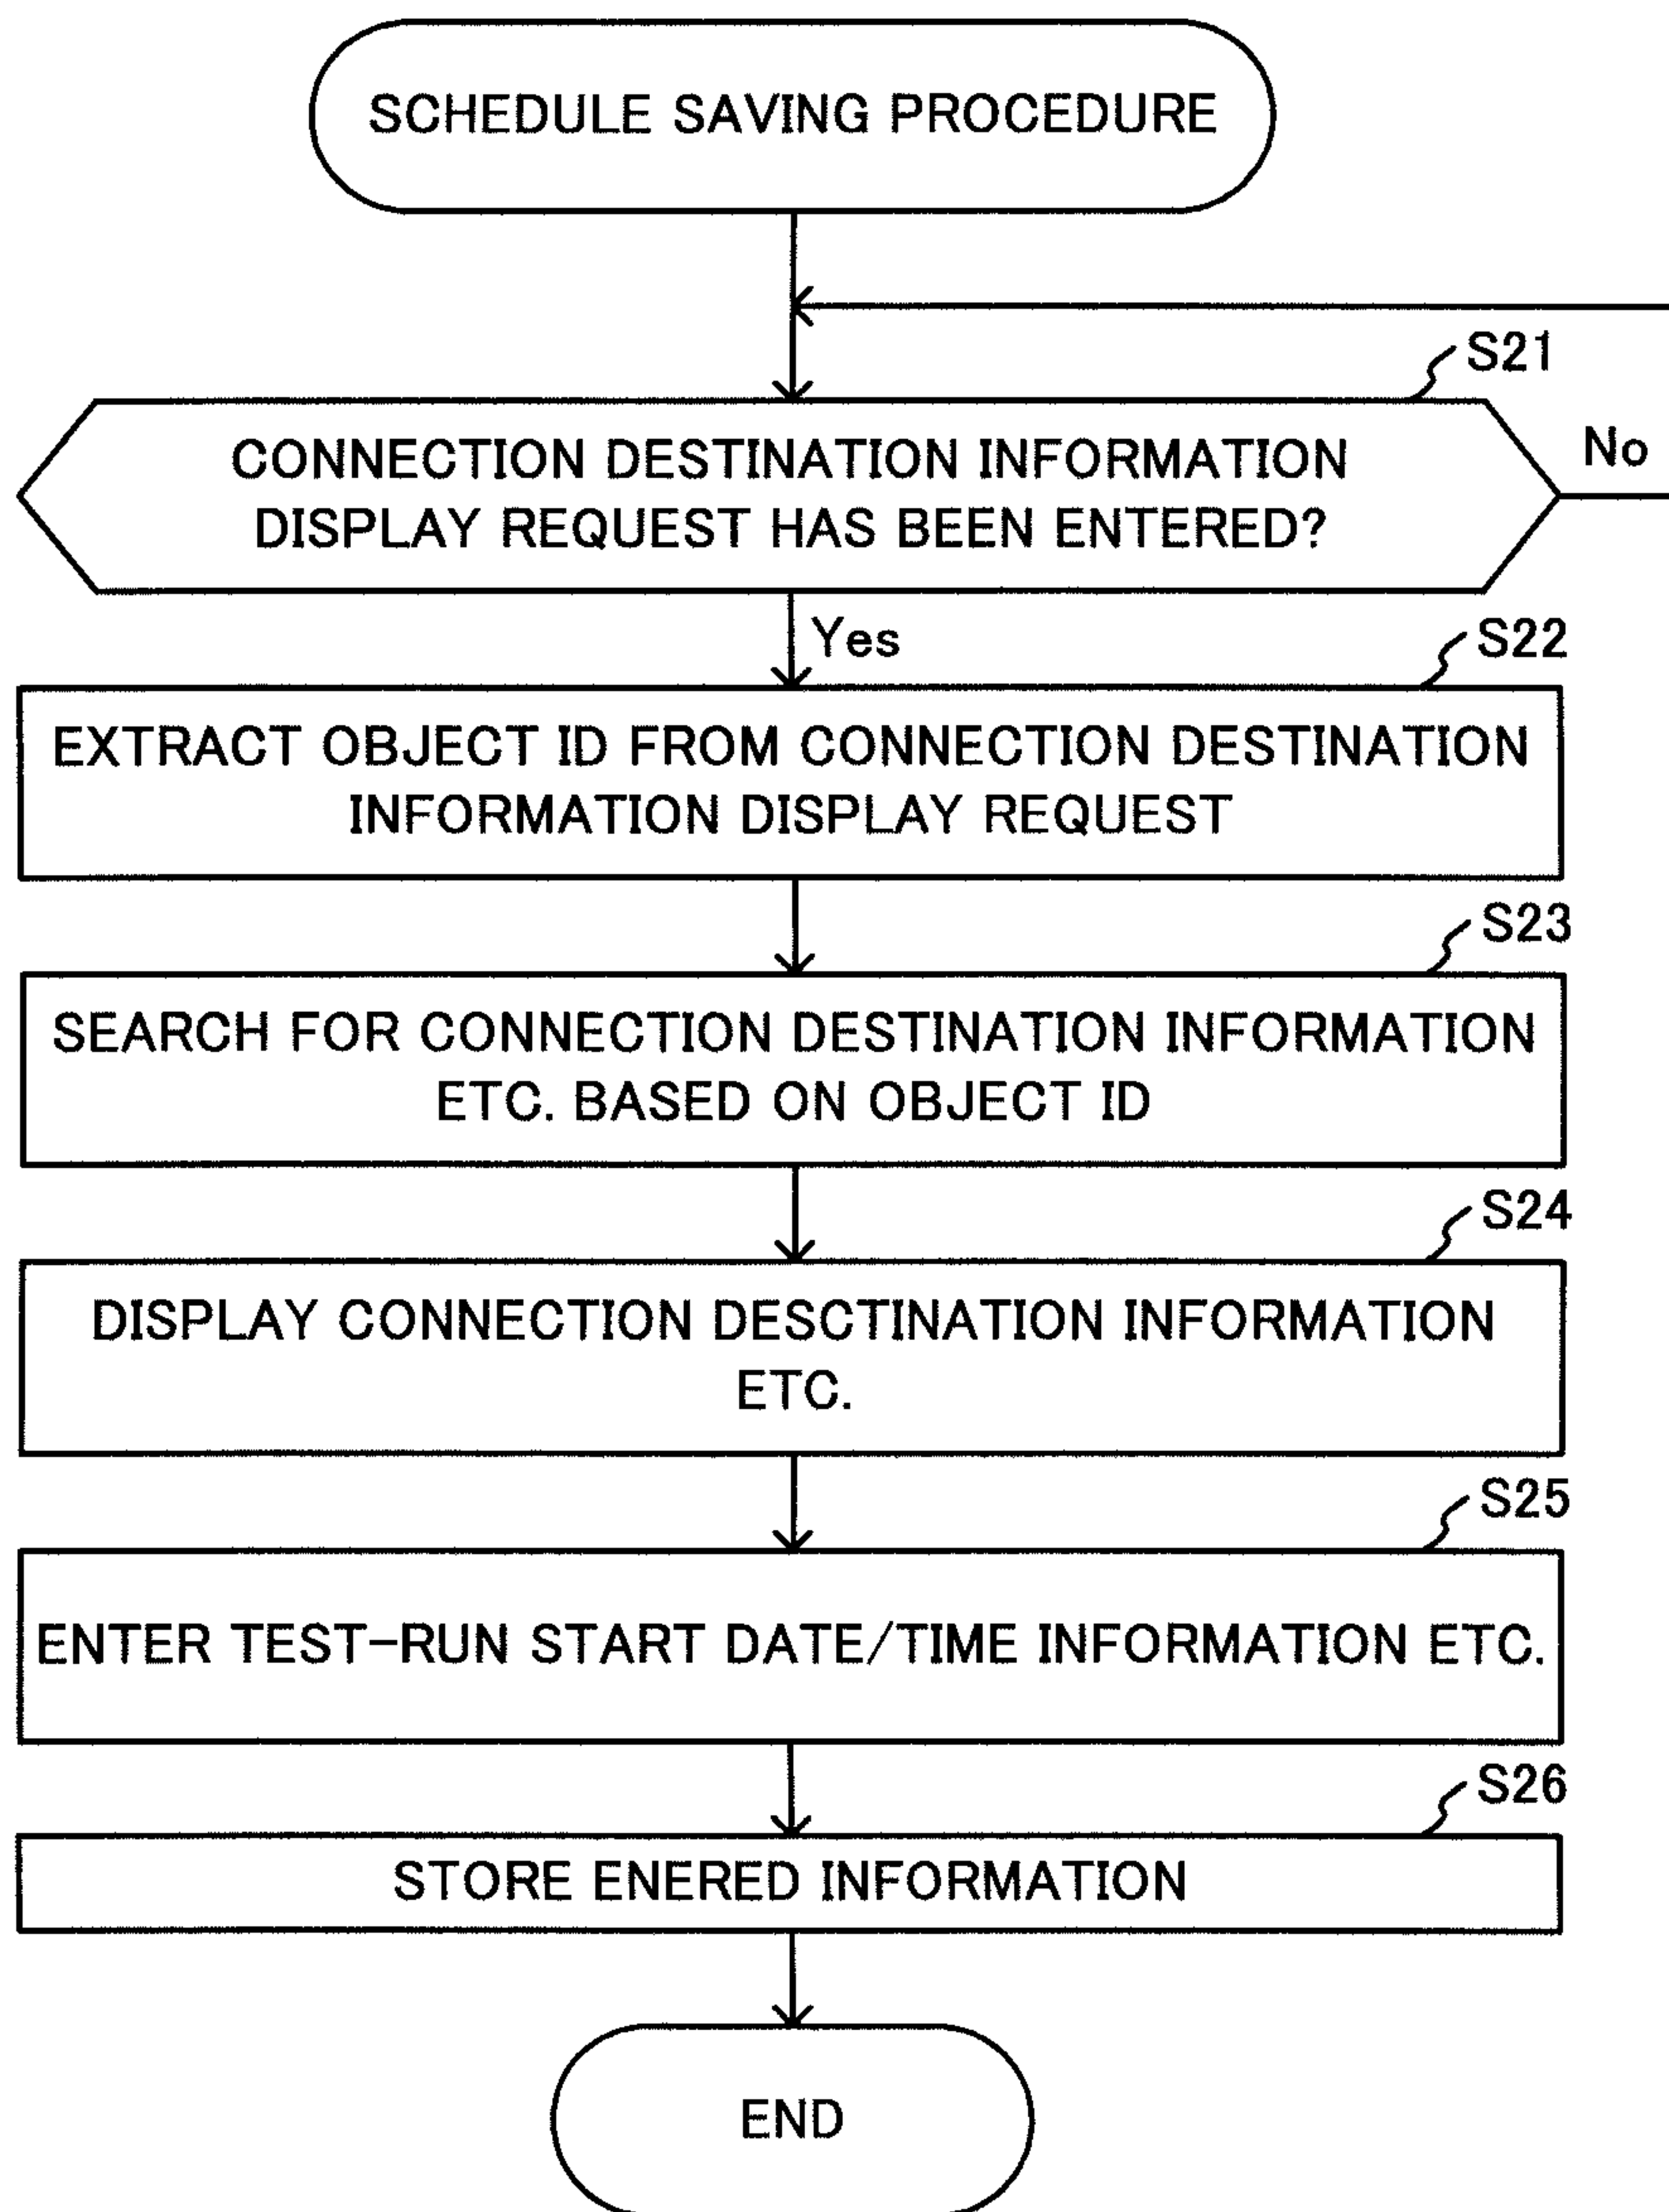 SCHEDULE SAVING PROCEDURE
S21
CONNECTION DESTINATION INFORMATION
DISPLAY REQUEST HAS BEEN ENTERED?
No
Yes
S22
EXTRACT OBJECT ID FROM CONNECTION DESTINATION
INFORMATION DISPLAY REQUEST
S23
SEARCH FOR CONNECTION DESTINATION INFORMATION
ETC. BASED ON OBJECT ID
S24
DISPLAY CONNECTION DESCTINATION INFORMATION
ETC.
S25
ENTER TEST-RUN START DATE/TIME INFORMATION ETC.
S26
STORE ENERED INFORMATION
END